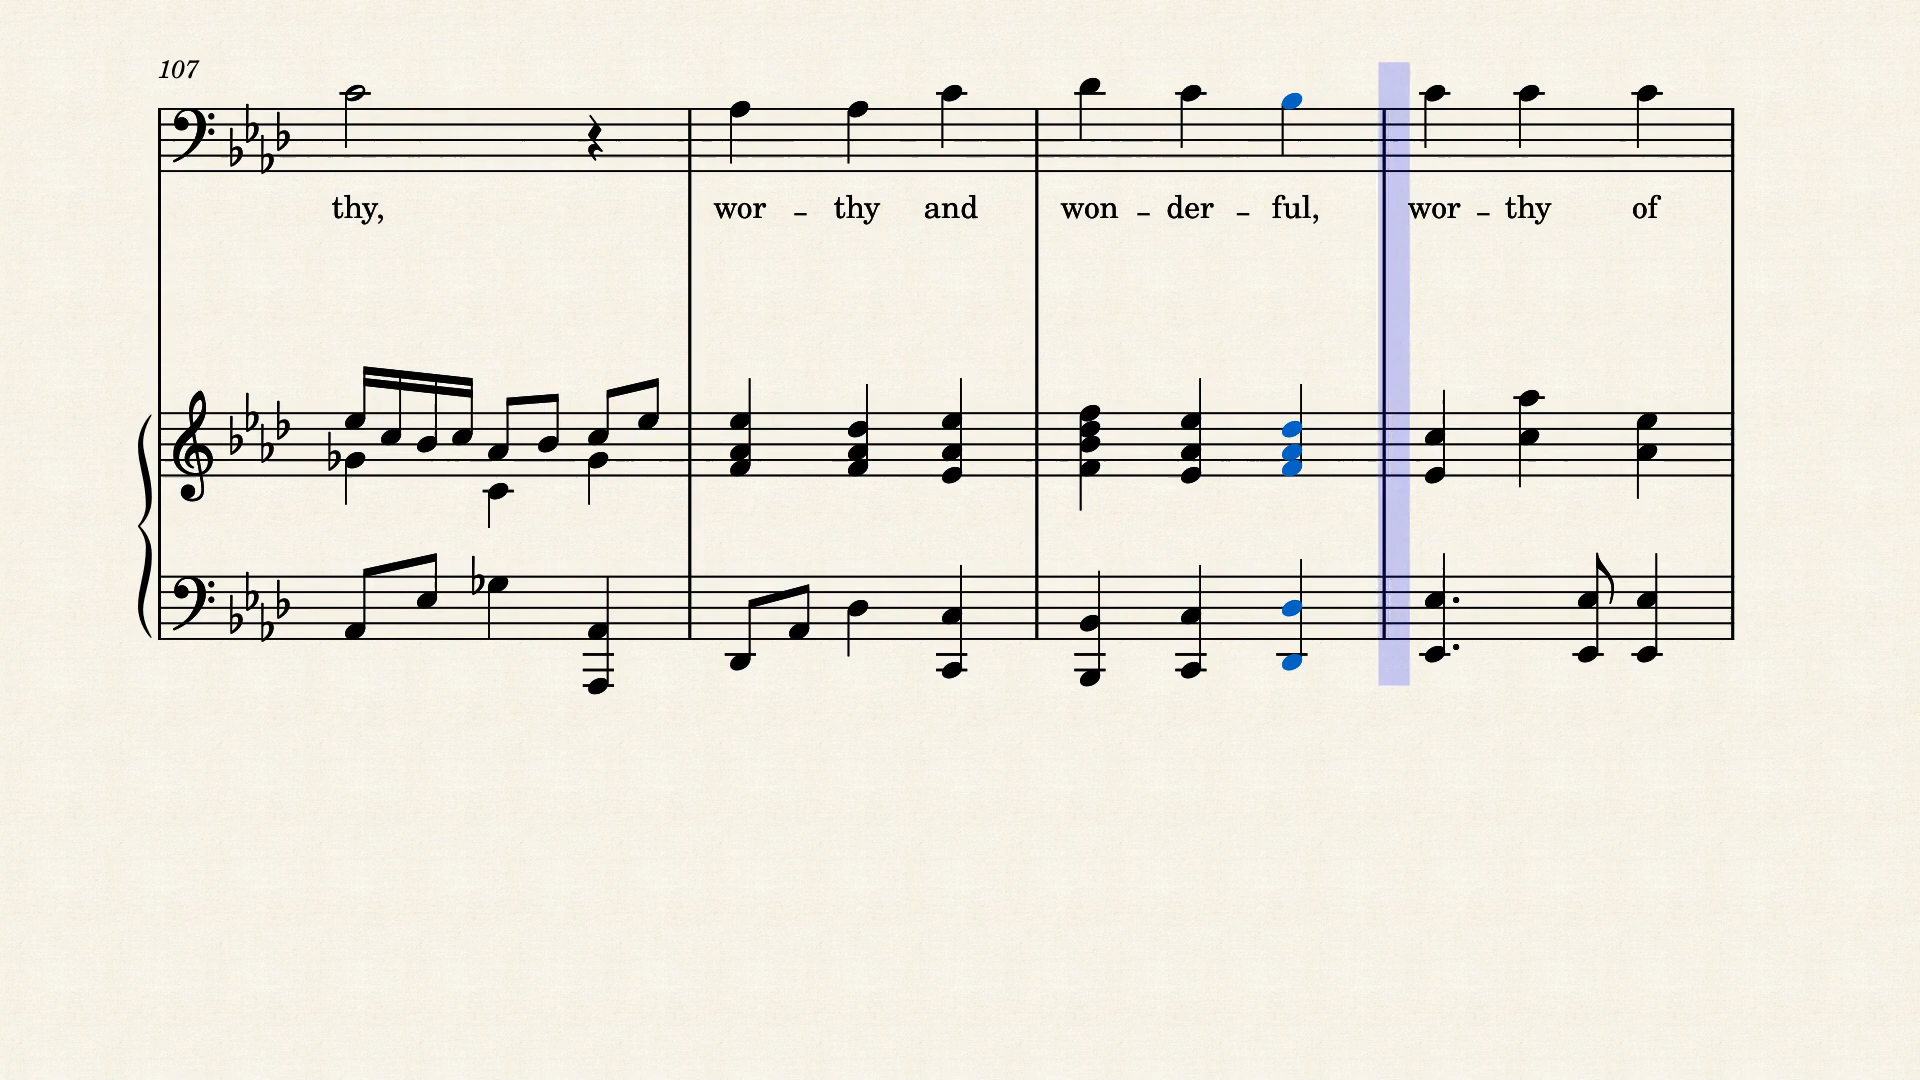 107
thy, wor – thy and won – der – ful, wor – thy of